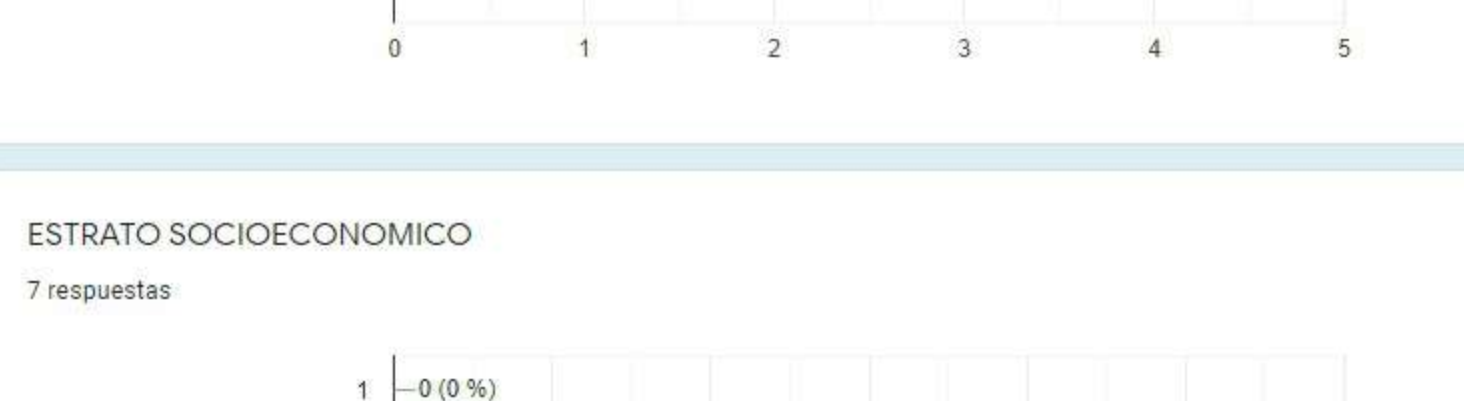 0 1 2 3 4 5
ESTRATO SOCIOECONOMICO
7 respuestas
1 0 (0 %)